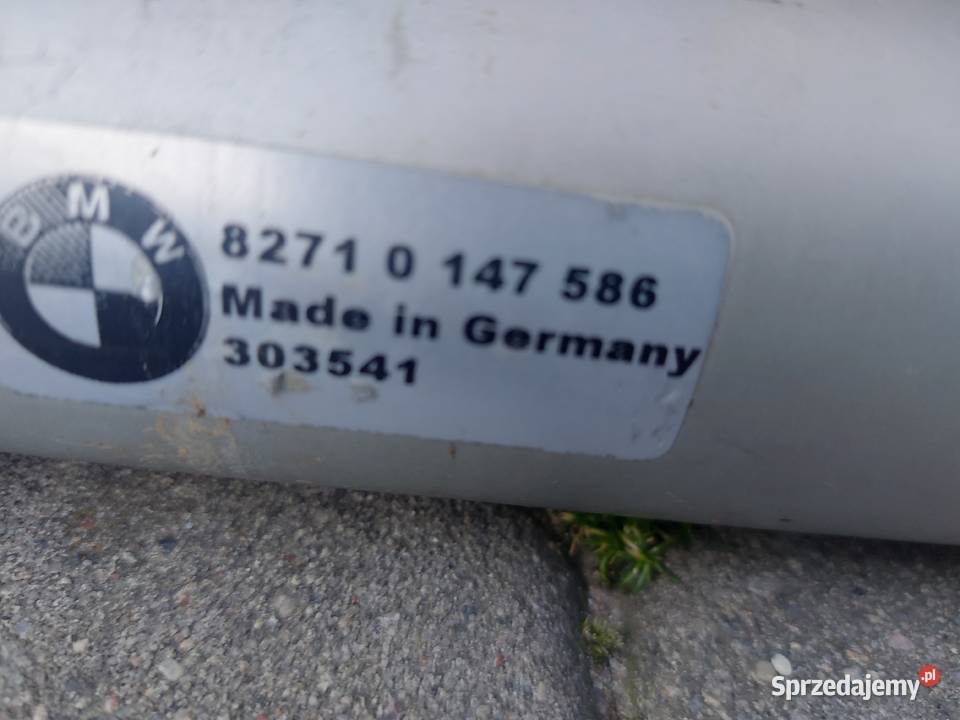 BMW
8271 0 147 586
Made in Germany
303541
Sprzedajemy.pl